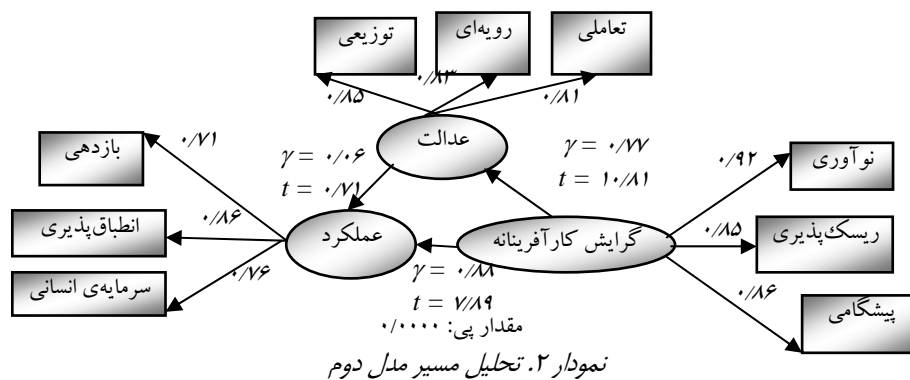 تعاملی
رویه‌ای
توزیعی
۰/۸۱
۰/۸۳
۰/۸۵
عدالت
γ = ۰/۷۷
t = ۱۰/۸۱
γ = ۰/۰۶
t = ۰/۷۱
نوآوری
۰/۹۲
ریسک‌پذیری
۰/۸۵
پیشگامی
۰/۸۶
گرایش کارآفرینانه
عملکرد
۰/۷۱
بازدهی
۰/۸۶
انطباق‌پذیری
۰/۷۶
سرمایه‌ی انسانی
γ = ۰/۸۸
t = ۷/۸۹
مقدار پی: ۰/۰۰۰۰
نمودار ۲. تحلیل مسیر مدل دوم